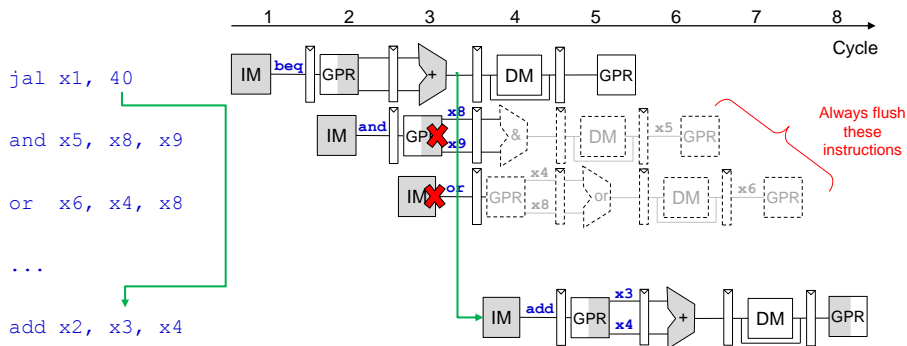 1 2 3 4 5 6 7 8
Cycle
jal x1, 40
IM beq GPR + DM GPR
and x5, x8, x9
IM and GPR x8 x9 & DM x5 GPR
Always flush
these
instructions
or x6, x4, x8
IM or GPR x4 x8 or DM x6 GPR
...
add x2, x3, x4
IM add GPR x3 x4 + DM GPR